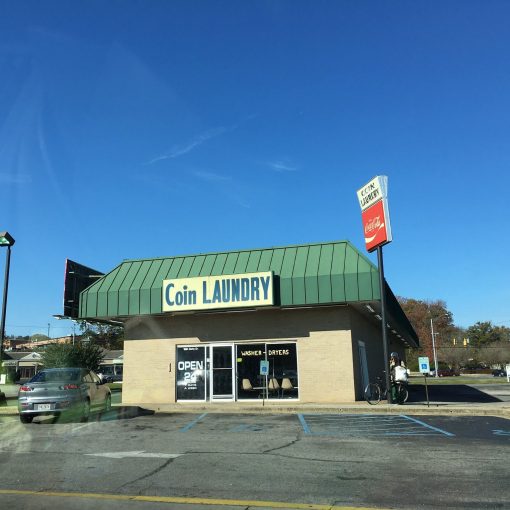 COIN
LAUNDRY
Coca-Cola
Coin LAUNDRY
WASHER - DRYERS
OPEN
24